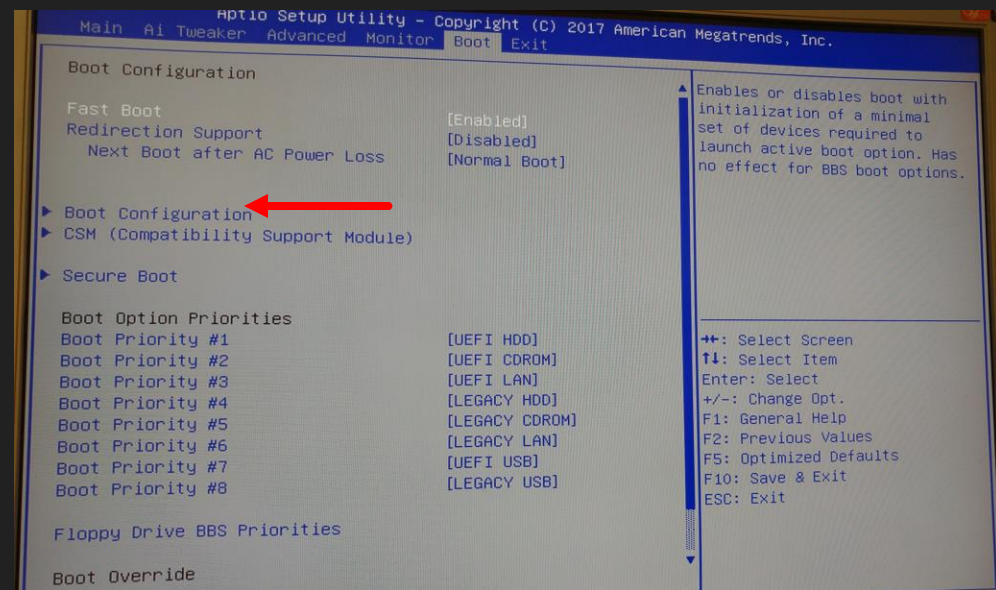 Aptio Setup Utility – Copyright (C) 2017 American Megatrends, Inc.
Main Ai Tweaker Advanced Monitor Boot Exit
Boot Configuration
Fast Boot [Enabled]
Redirection Support [Disabled]
Next Boot after AC Power Loss [Normal Boot]
Boot Configuration
CSM (Compatibility Support Module)
Secure Boot
Boot Option Priorities
Boot Priority #1 [UEFI HDD]
Boot Priority #2 [UEFI CDROM]
Boot Priority #3 [UEFI LAN]
Boot Priority #4 [LEGACY HDD]
Boot Priority #5 [LEGACY CDROM]
Boot Priority #6 [LEGACY LAN]
Boot Priority #7 [UEFI USB]
Boot Priority #8 [LEGACY USB]
Floppy Drive BBS Priorities
Boot Override
Enables or disables boot with
initialization of a minimal
set of devices required to
launch active boot option. Has
no effect for BBS boot options.
→←: Select Screen
↑↓: Select Item
Enter: Select
+/-: Change Opt.
F1: General Help
F2: Previous Values
F5: Optimized Defaults
F10: Save & Exit
ESC: Exit